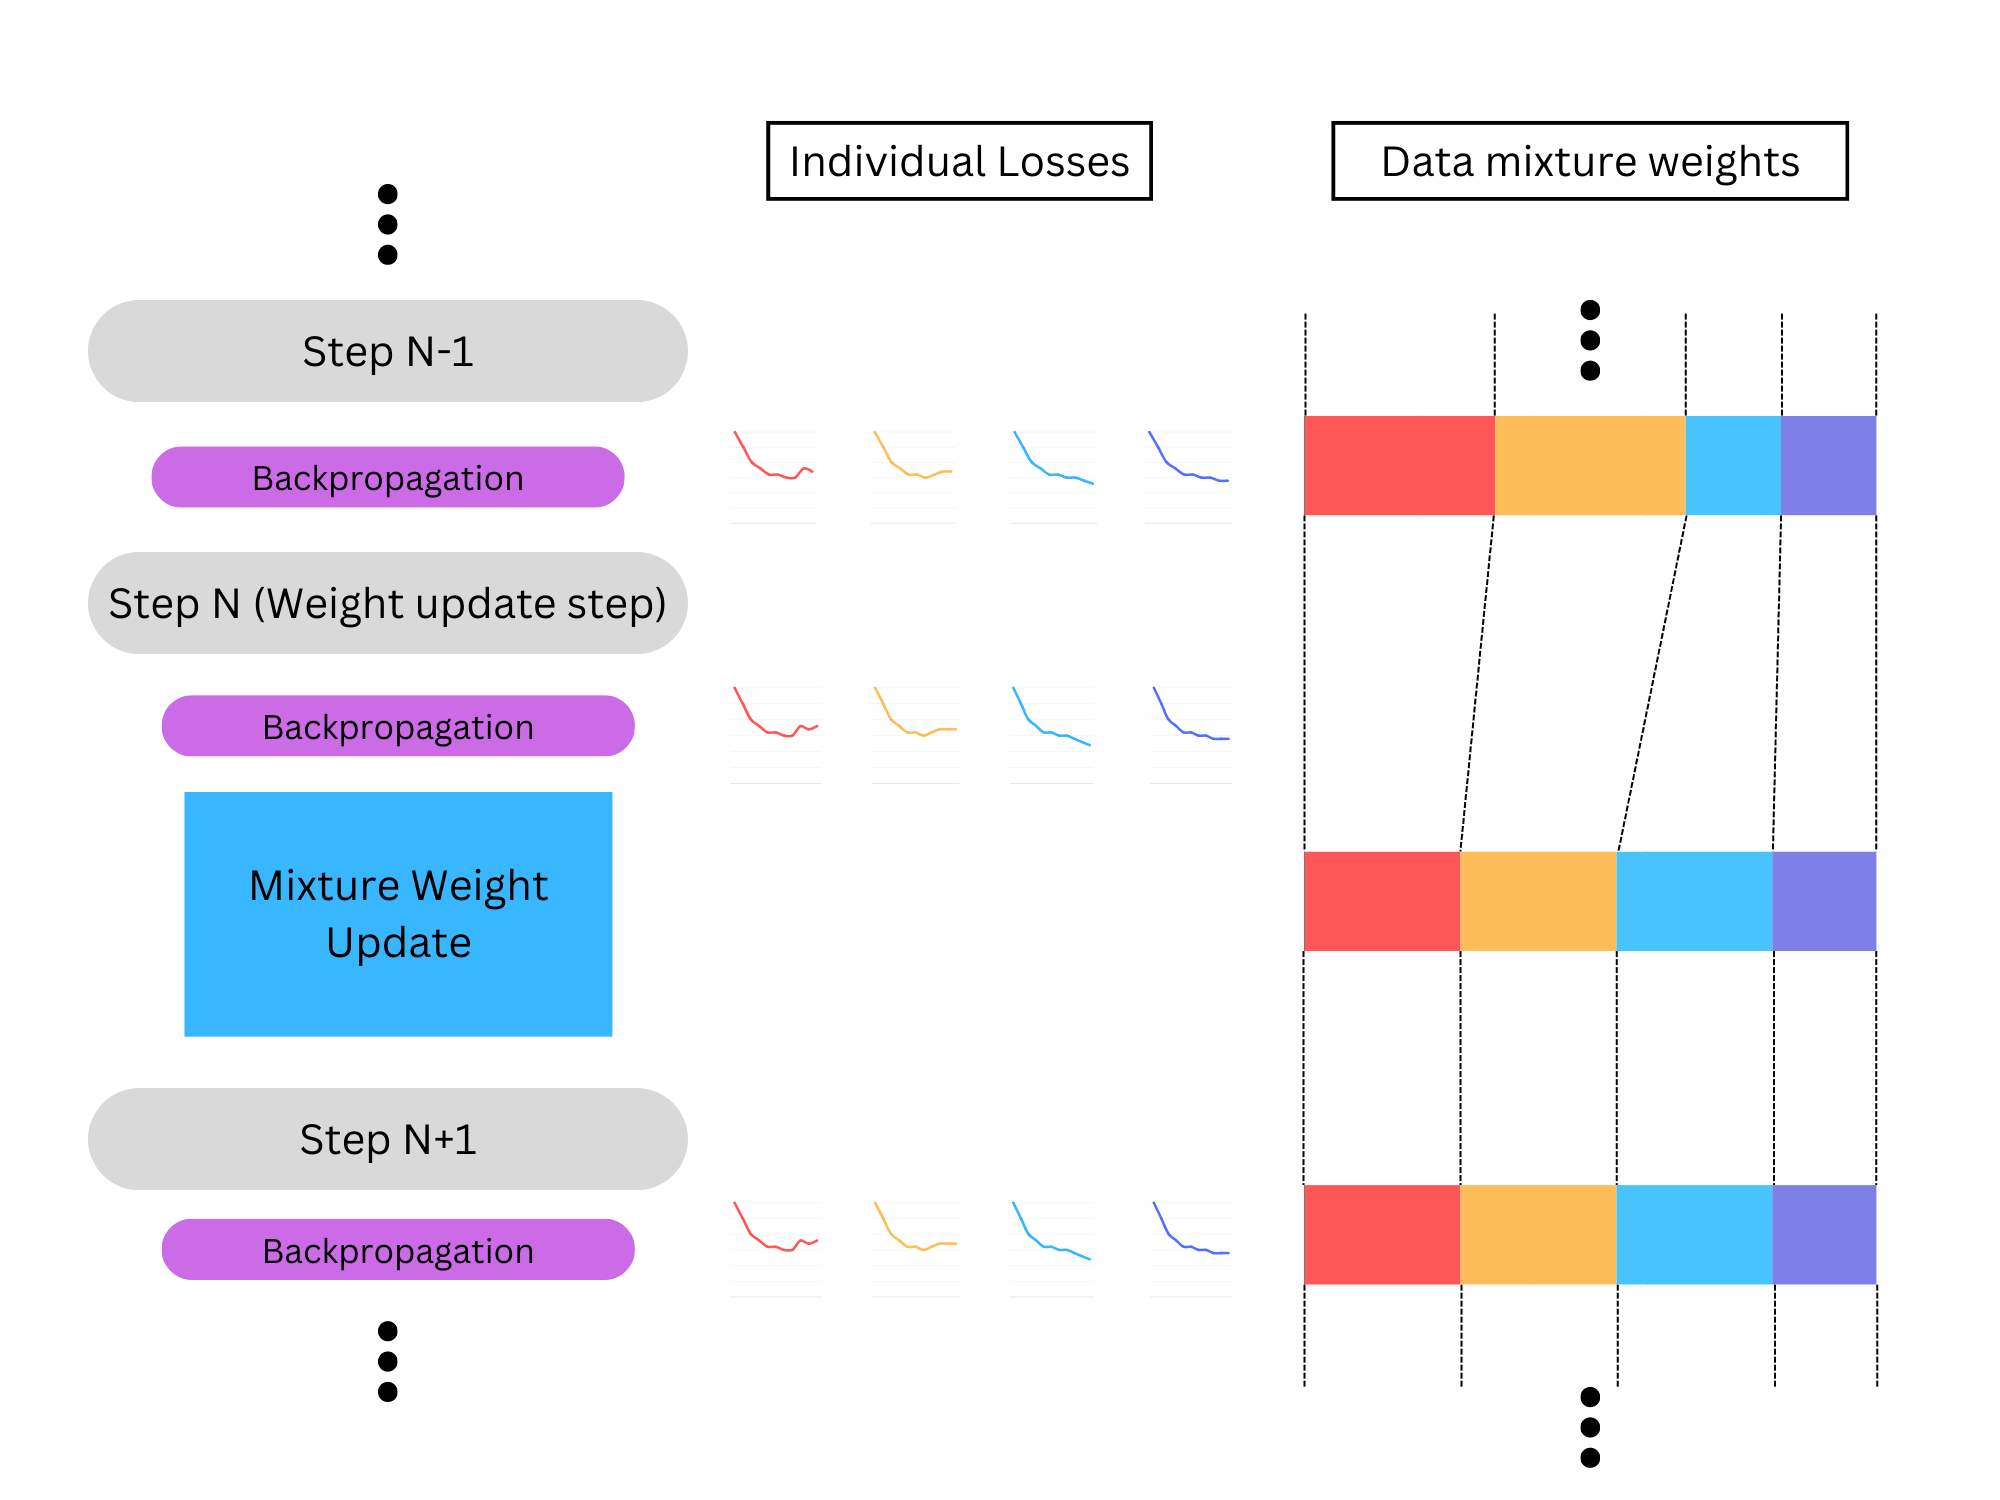 Individual Losses
Data mixture weights
Step N-1
Backpropagation
Step N (Weight update step)
Backpropagation
Mixture Weight
Update
Step N+1
Backpropagation